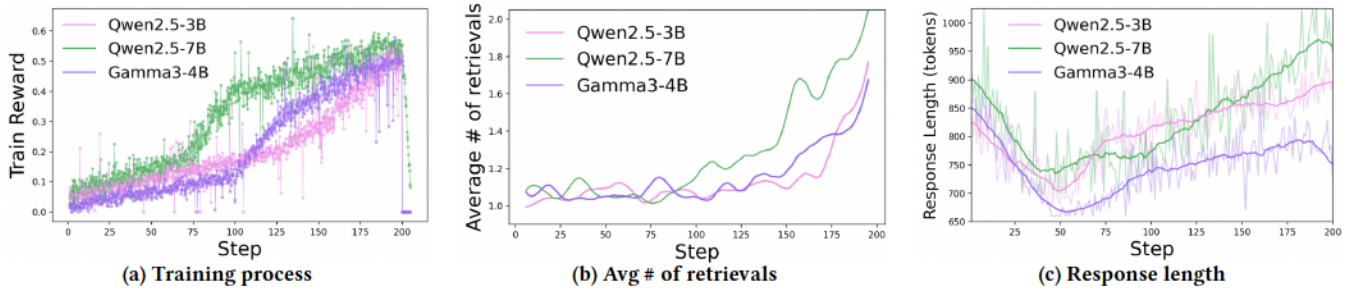 Train Reward
0.6
0.5
0.4
0.3
0.2
0.1
0.0
Qwen2.5-3B
Qwen2.5-7B
Gamma3-4B
0 25 50 75 100 125 150 175 200
Step
(a) Training process
Average # of retrievals
2.0
1.8
1.6
1.4
1.2
1.0
Qwen2.5-3B
Qwen2.5-7B
Gamma3-4B
0 25 50 75 100 125 150 175 200
Step
(b) Avg # of retrievals
Response Length (tokens)
1000
950
900
850
800
750
700
650
Qwen2.5-3B
Qwen2.5-7B
Gamma3-4B
25 50 75 100 125 150 175 200
Step
(c) Response length